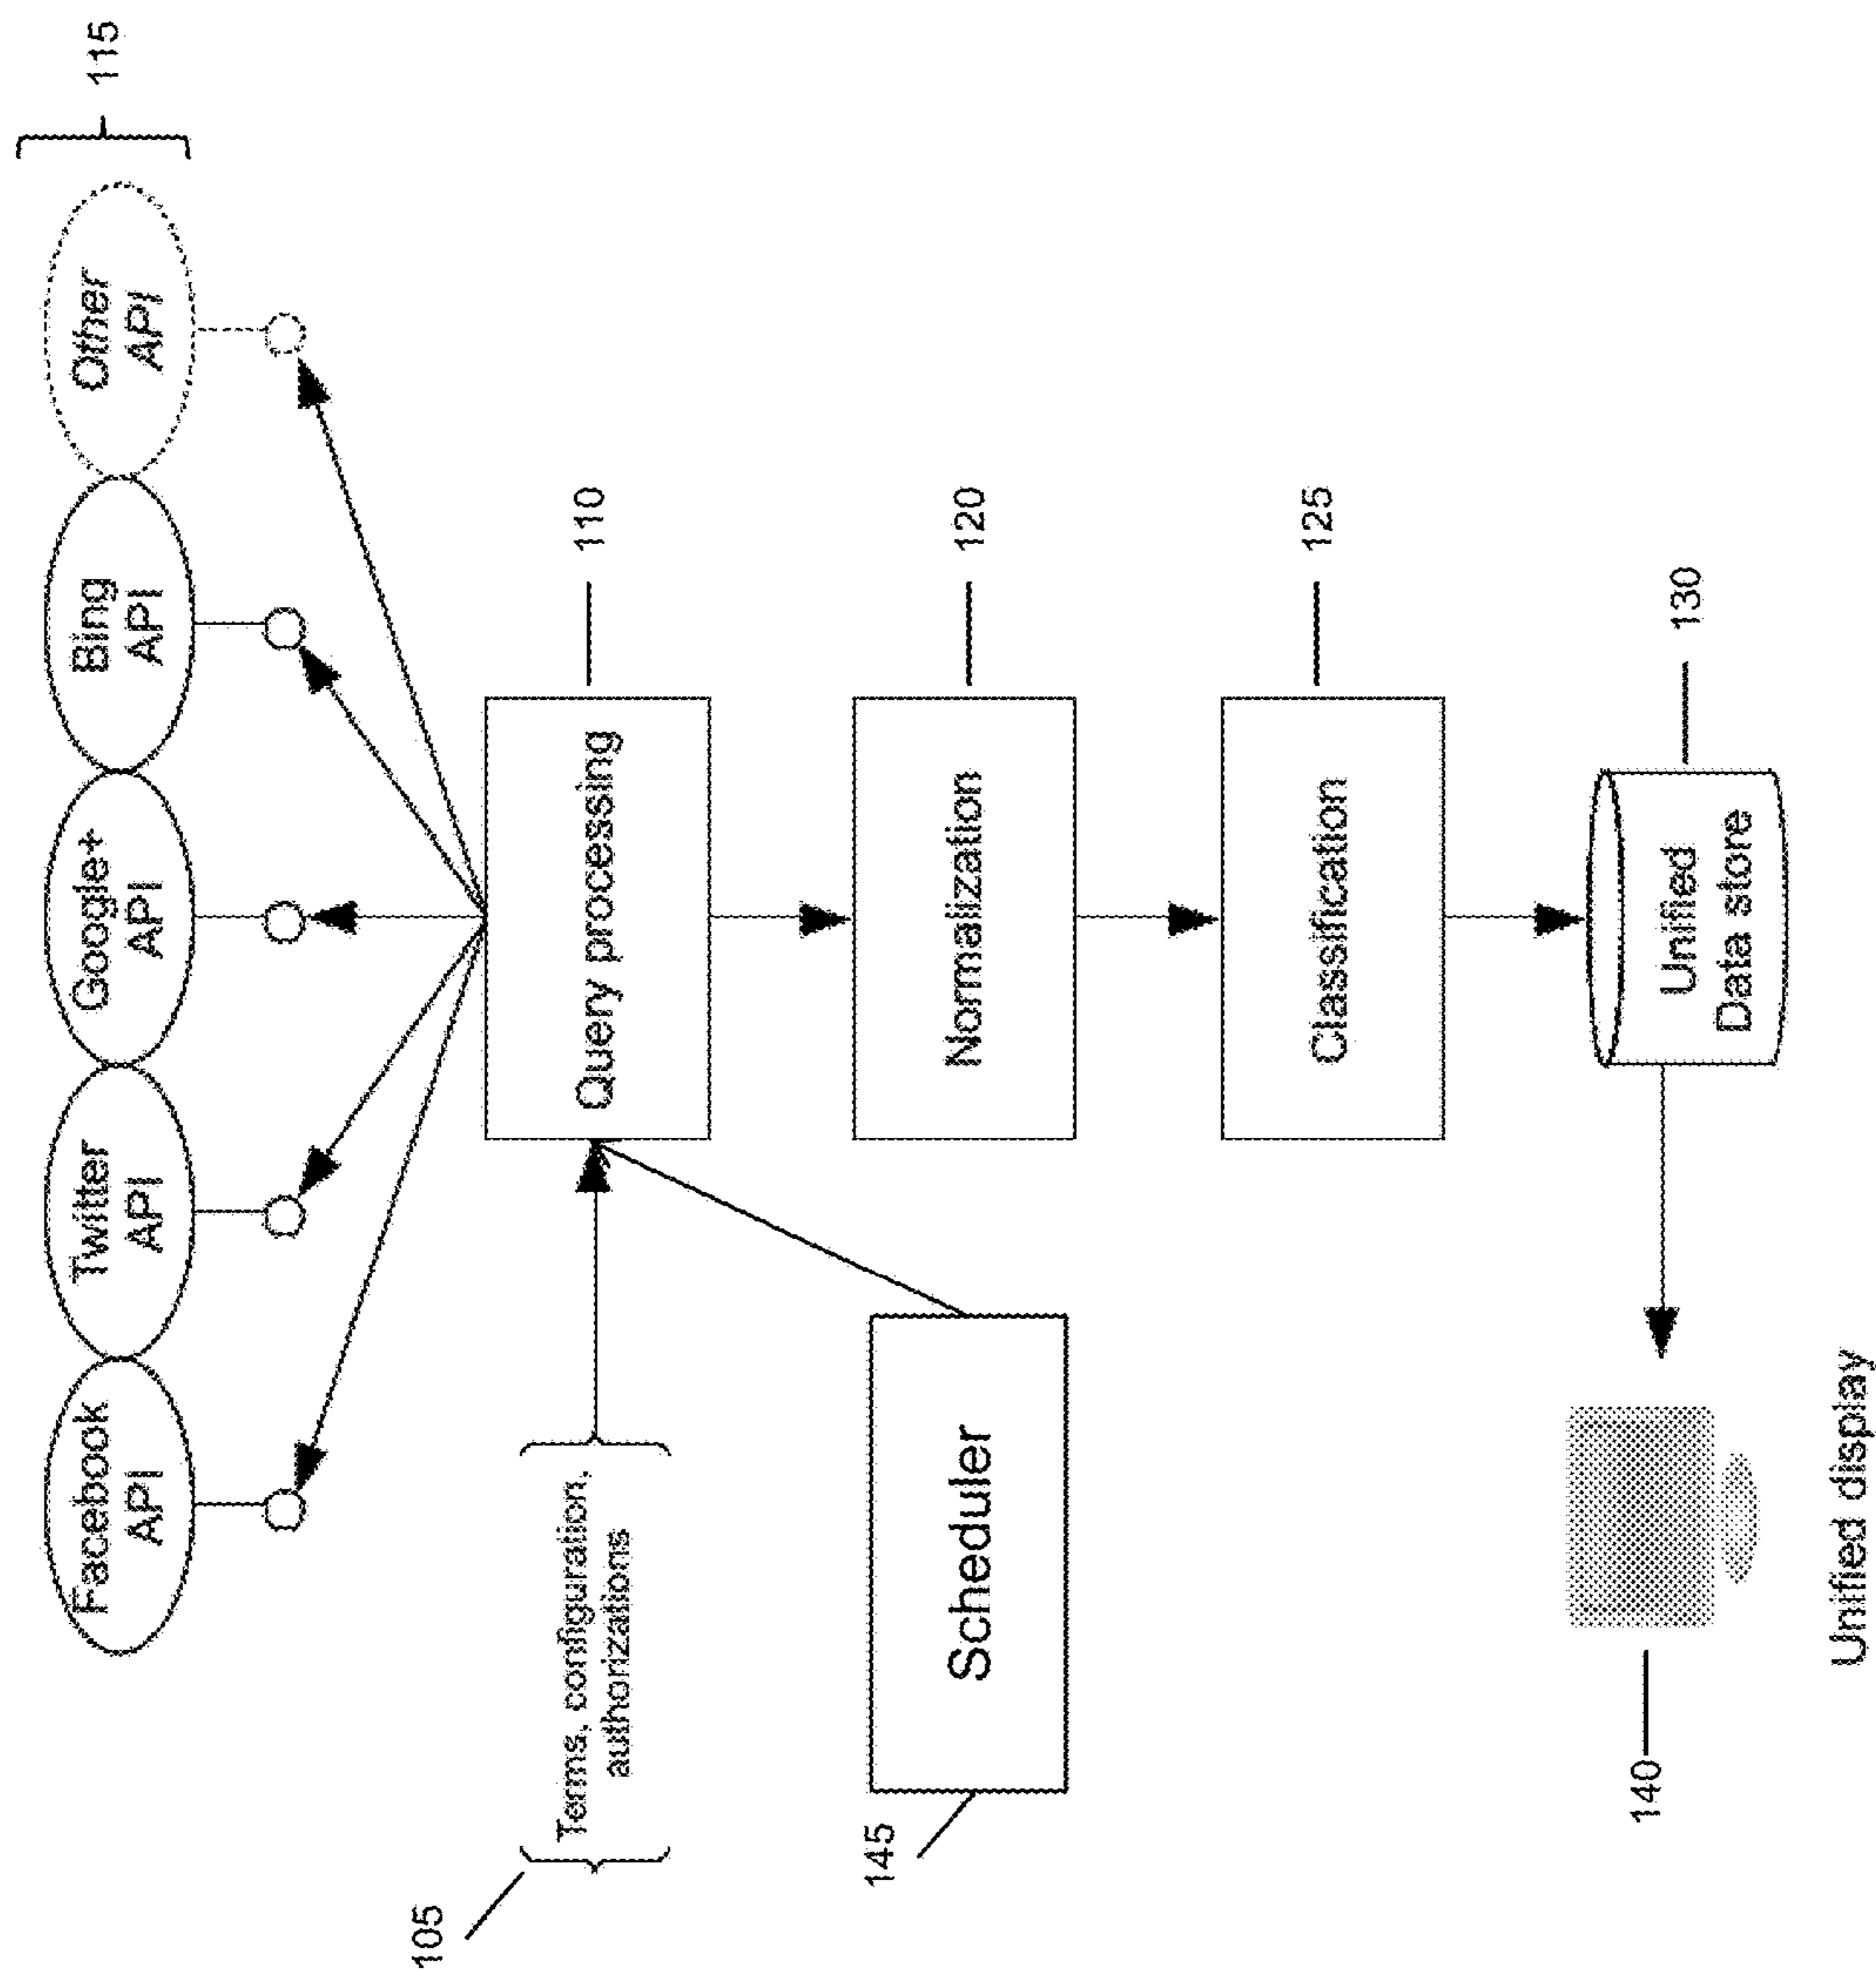 115
Facebook
API
Twitter
API
Google+
API
Bing
API
Other
API
105
Terms, configuration,
authorizations
Query processing
110
145
Scheduler
Normalization
120
Classification
125
Unified
Data store
130
140
Unified display